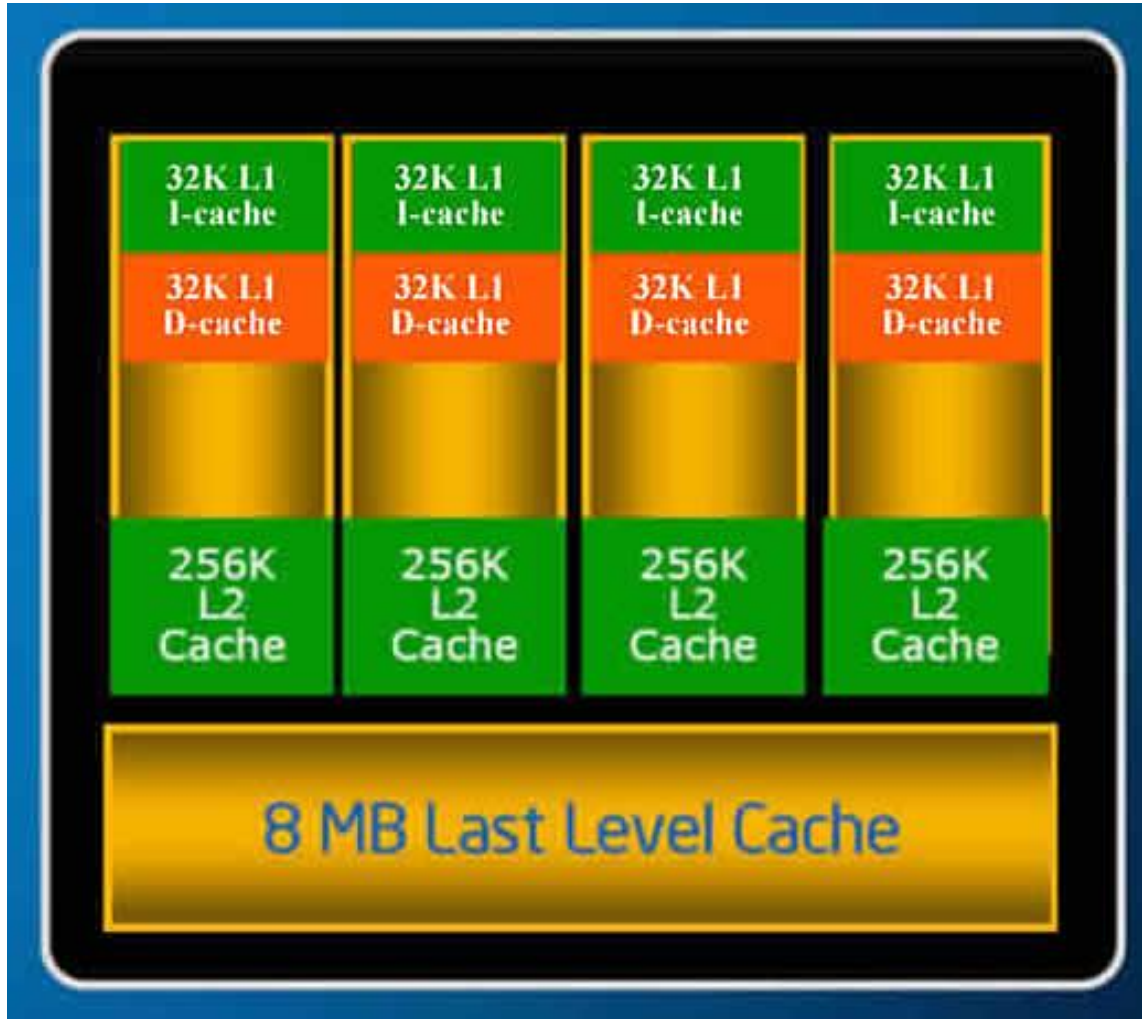 32K L1
I-cache
32K L1
D-cache
256K
L2
Cache
32K L1
I-cache
32K L1
D-cache
256K
L2
Cache
32K L1
I-cache
32K L1
D-cache
256K
L2
Cache
32K L1
I-cache
32K L1
D-cache
256K
L2
Cache
8 MB Last Level Cache